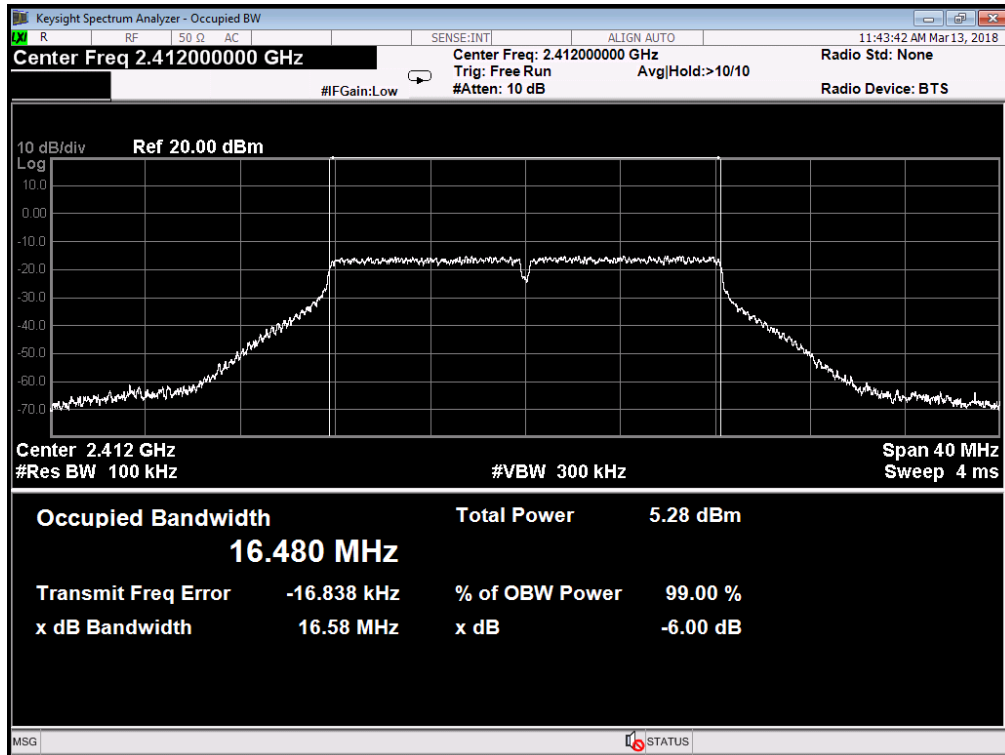 Keysight Spectrum Analyzer - Occupied BW
LXI R RF 50 Ω AC SENSE:INT ALIGN AUTO 11:43:42 AM Mar 13, 2018
Center Freq 2.412000000 GHz
Center Freq: 2.412000000 GHz
Radio Std: None
Trig: Free Run Avg|Hold:>10/10
#IFGain:Low
#Atten: 10 dB
Radio Device: BTS
10 dB/div Ref 20.00 dBm
Log
10.0
0.00
-10.0
-20.0
-30.0
-40.0
-50.0
-60.0
-70.0
Center 2.412 GHz Span 40 MHz
#Res BW 100 kHz #VBW 300 kHz Sweep 4 ms
Occupied Bandwidth Total Power 5.28 dBm
16.480 MHz
Transmit Freq Error -16.838 kHz % of OBW Power 99.00 %
x dB Bandwidth 16.58 MHz x dB -6.00 dB
MSG STATUS